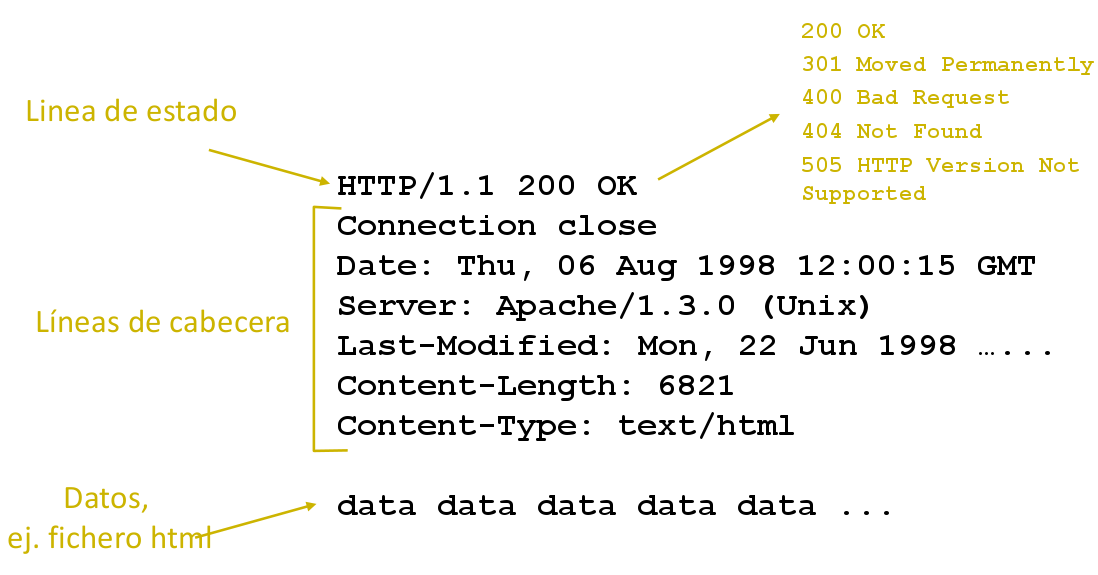 200 OK
301 Moved Permanently
400 Bad Request
404 Not Found
505 HTTP Version Not
Supported
Linea de estado
HTTP/1.1 200 OK
Connection close
Date: Thu, 06 Aug 1998 12:00:15 GMT
Server: Apache/1.3.0 (Unix)
Líneas de cabecera
Last-Modified: Mon, 22 Jun 1998 …...
Content-Length: 6821
Content-Type: text/html
Datos,
ej. fichero html
data data data data data ...